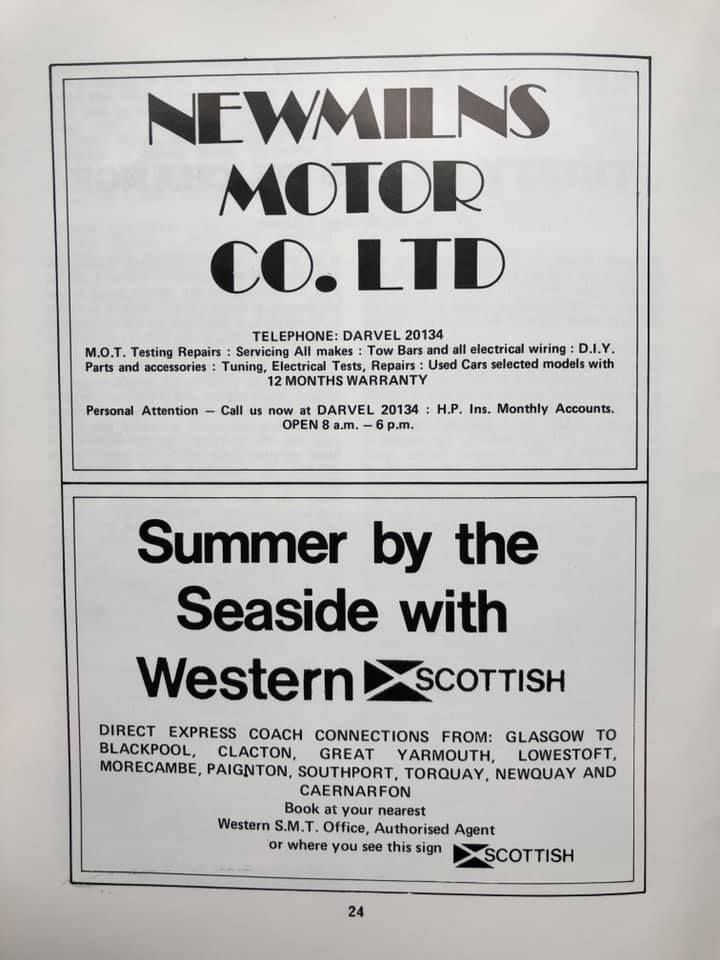 NEWMILNS
MOTOR
CO. LTD
TELEPHONE: DARVEL 20134
M.O.T. Testing Repairs : Servicing All makes : Tow Bars and all electrical wiring : D.I.Y.
Parts and accessories : Tuning, Electrical Tests, Repairs : Used Cars selected models with
12 MONTHS WARRANTY
Personal Attention — Call us now at DARVEL 20134 : H.P. Ins. Monthly Accounts.
OPEN 8 a.m. — 6 p.m.
Summer by the
Seaside with
Western SCOTTISH
DIRECT EXPRESS COACH CONNECTIONS FROM: GLASGOW TO
BLACKPOOL, CLACTON, GREAT YARMOUTH, LOWESTOFT,
MORECAMBE, PAIGNTON, SOUTHPORT, TORQUAY, NEWQUAY AND
CAERNARFON
Book at your nearest
Western S.M.T. Office, Authorised Agent
or where you see this sign SCOTTISH
24